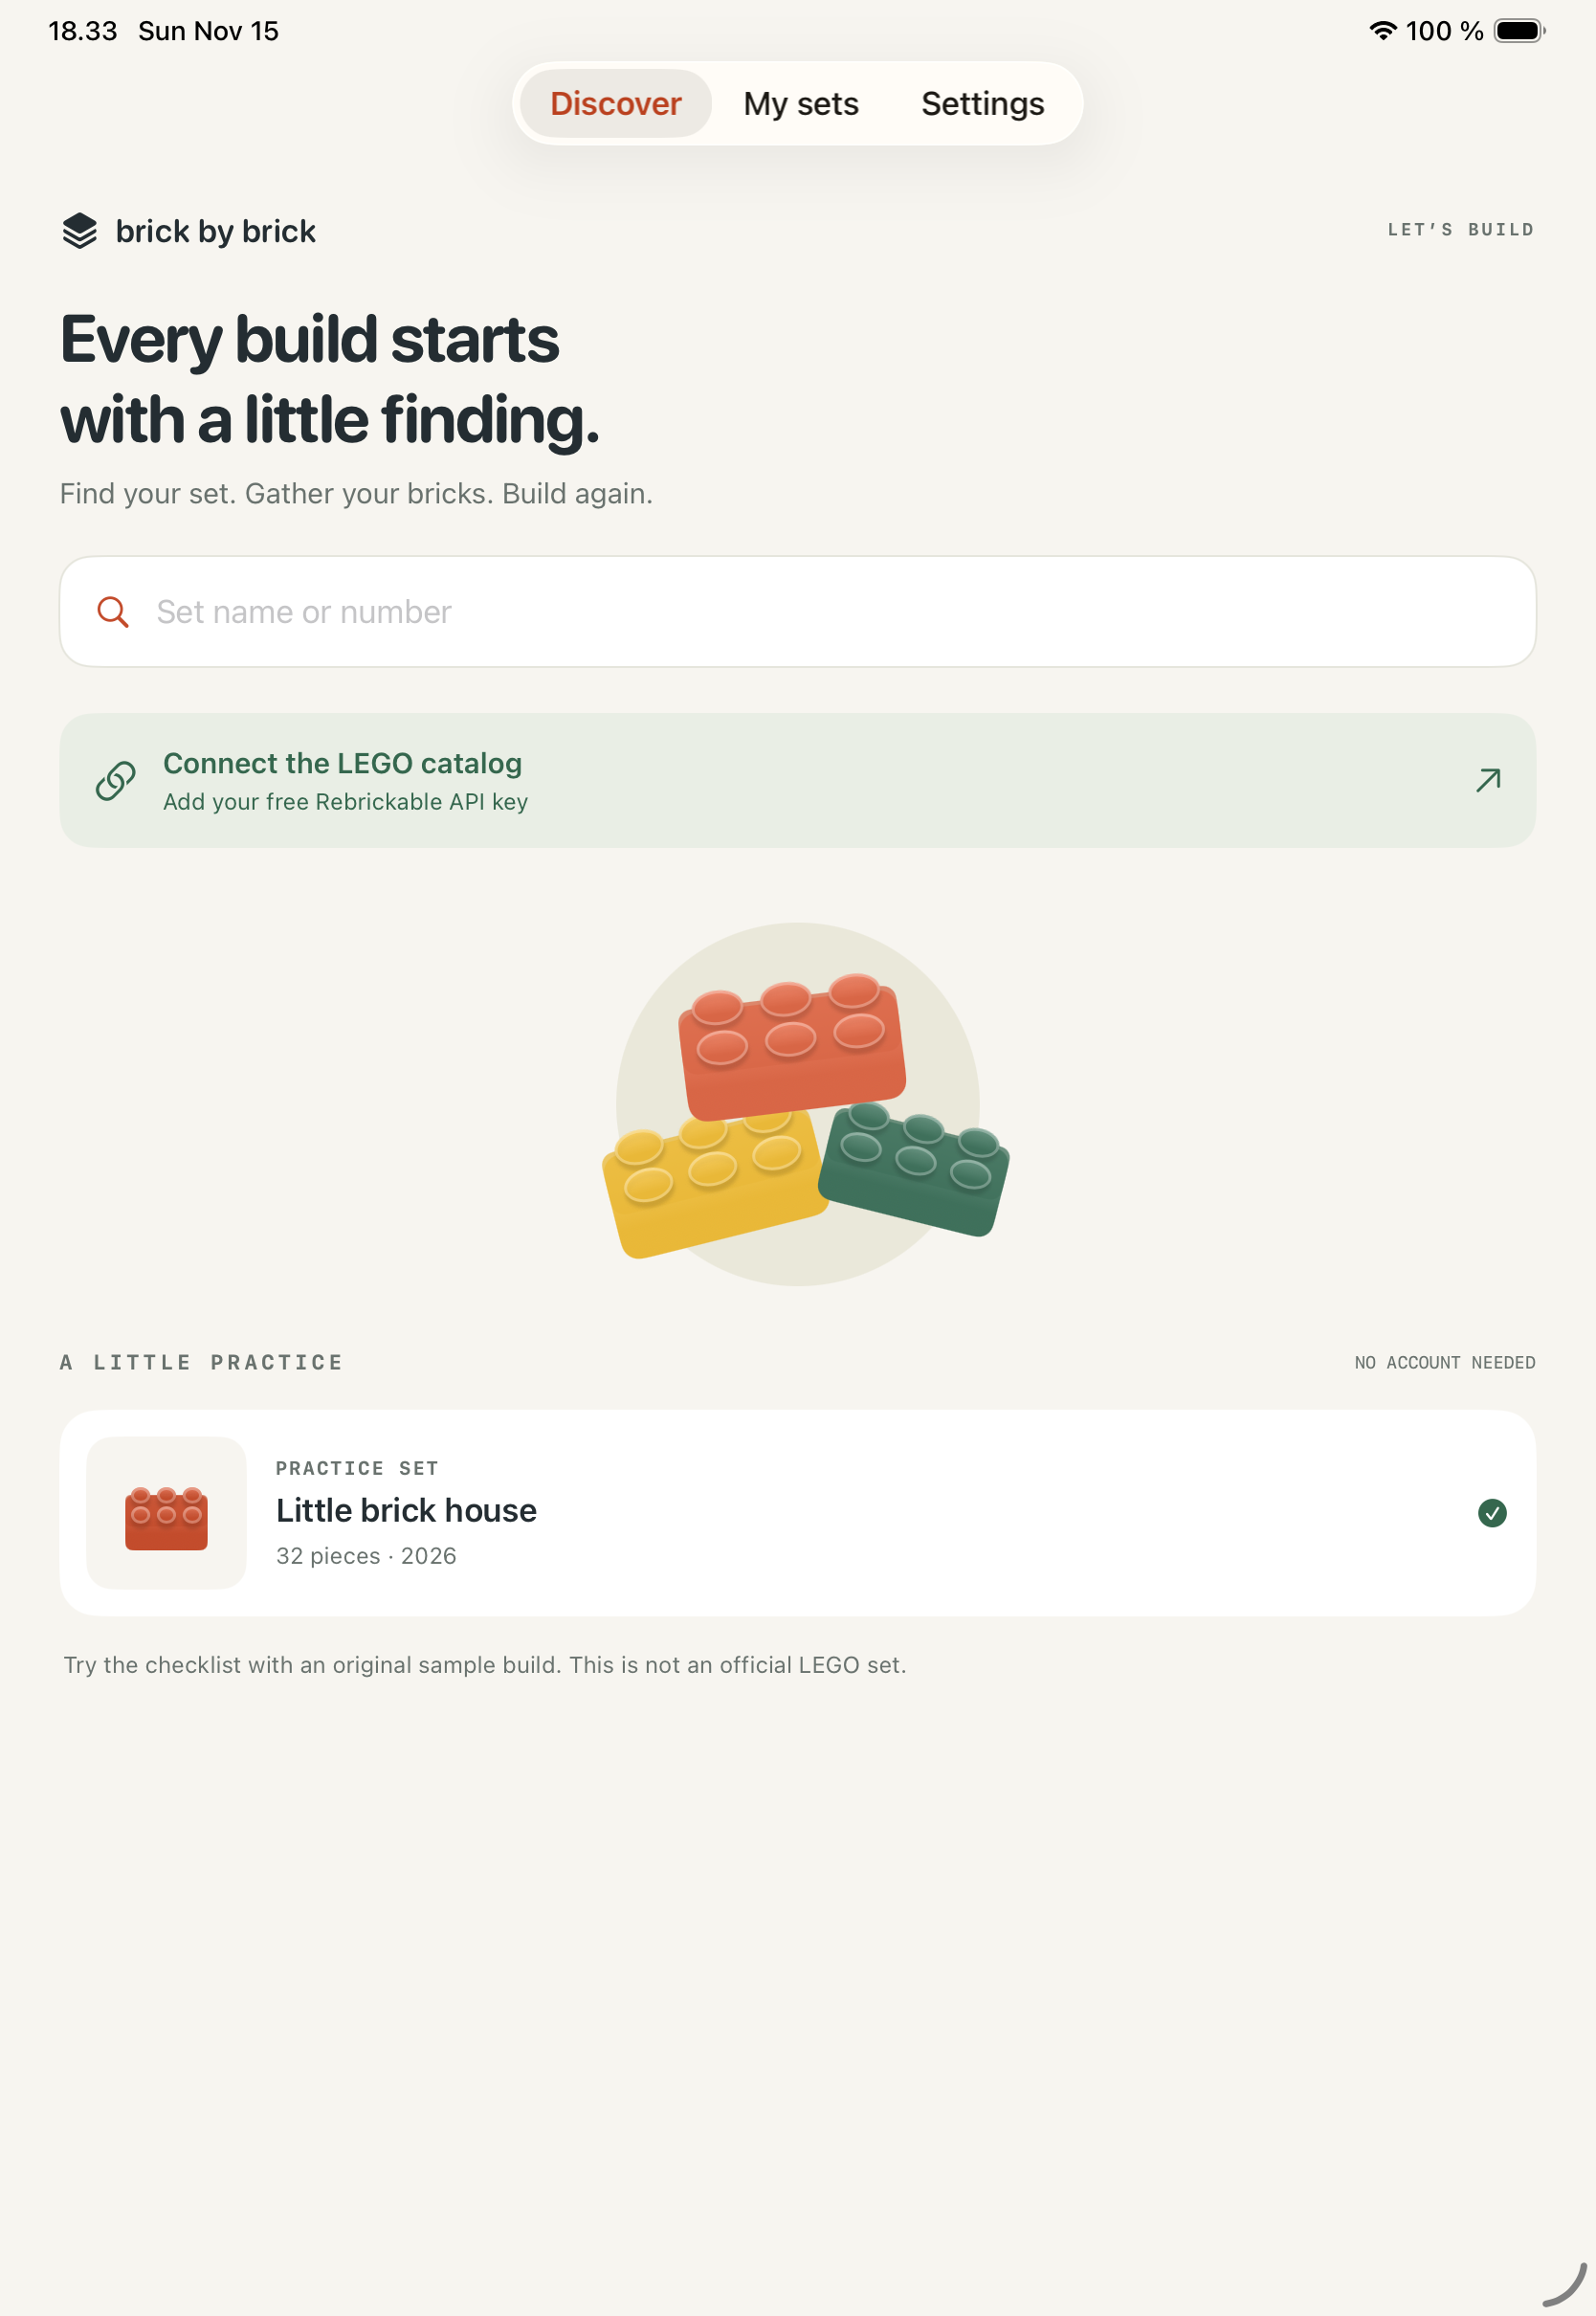 18.33 Sun Nov 15
100 %
Discover My sets Settings
brick by brick
LET’S BUILD
Every build starts
with a little finding.
Find your set. Gather your bricks. Build again.
Set name or number
Connect the LEGO catalog
Add your free Rebrickable API key
A LITTLE PRACTICE
NO ACCOUNT NEEDED
PRACTICE SET
Little brick house
32 pieces · 2026
Try the checklist with an original sample build. This is not an official LEGO set.